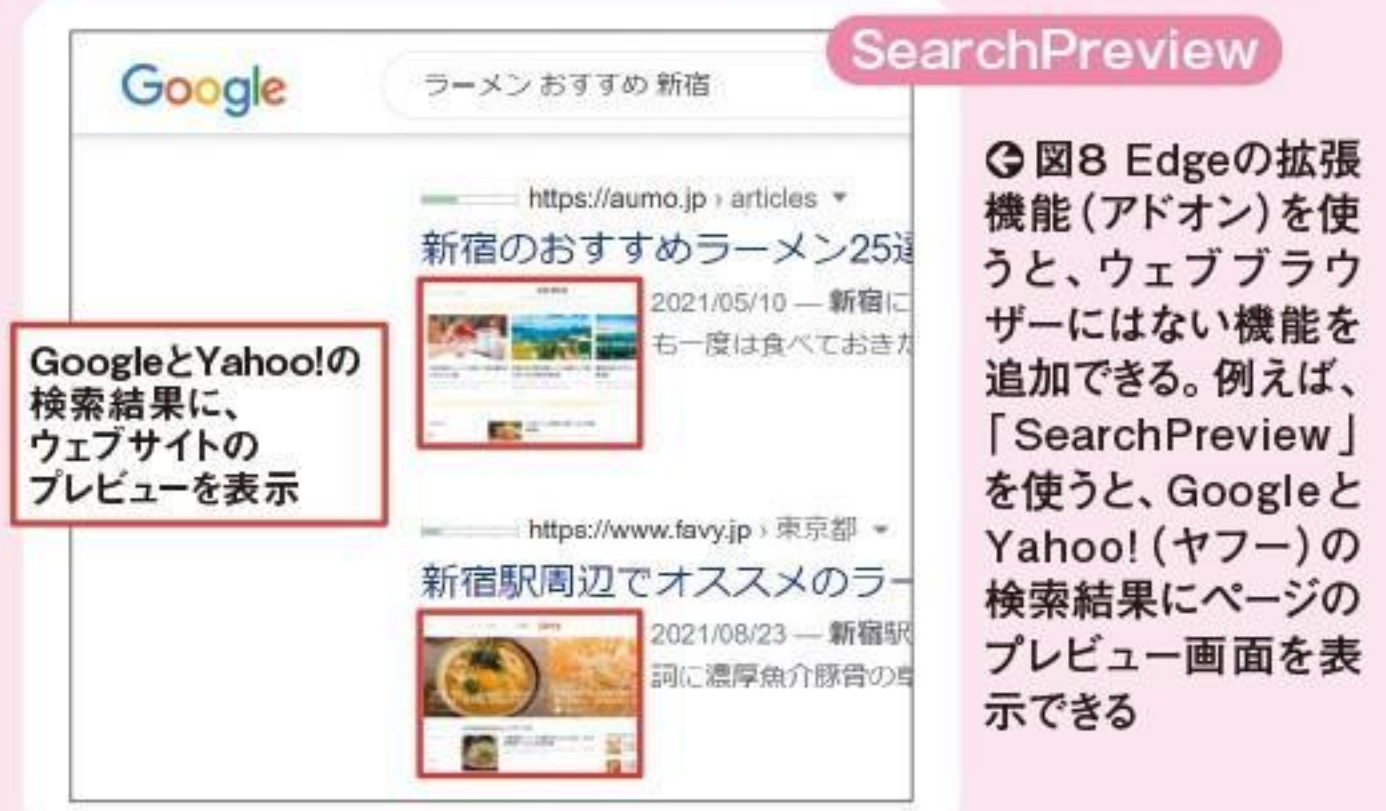 SearchPreview
Google
ラーメン おすすめ 新宿
https://aumo.jp › articles
新宿のおすすめラーメン25選
2021/05/10 — 新宿に
も一度は食べておきた
GoogleとYahoo!の
検索結果に、
ウェブサイトの
プレビューを表示
https://www.favy.jp › 東京都
新宿駅周辺でオススメのラー
2021/08/23 — 新宿駅
詞に濃厚魚介豚骨の
図8 Edgeの拡張
機能(アドオン)を使
うと、ウェブブラウ
ザーにはない機能を
追加できる。例えば、
「SearchPreview」
を使うと、Googleと
Yahoo!(ヤフー)の
検索結果にページの
プレビュー画面を表
示できる